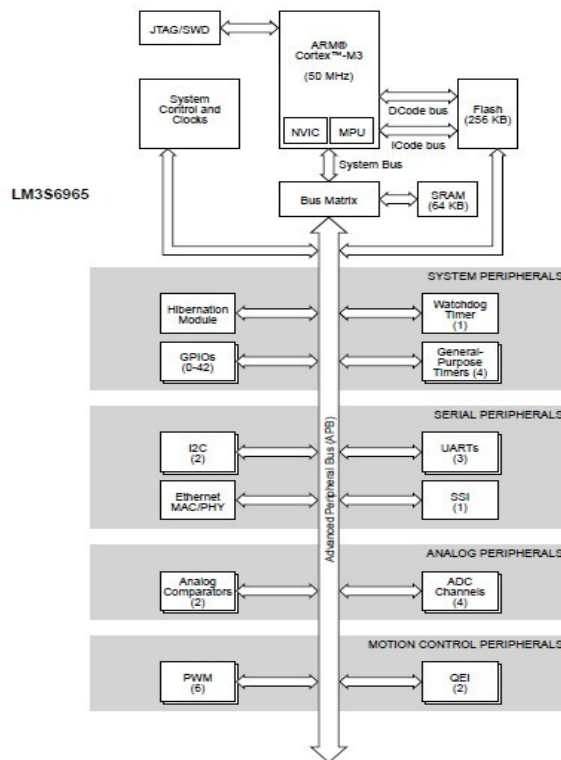 JTAG/SWD
ARM®
Cortex™-M3
(50 MHz)
NVIC
MPU
System
Control and
Clocks
DCode bus
ICode bus
Flash
(256 KB)
System Bus
LM3S6965
Bus Matrix
SRAM
(64 KB)
SYSTEM PERIPHERALS
Hibernation
Module
Watchdog
Timer
(1)
GPIOs
(0-42)
General-
Purpose
Timers (4)
Advanced Peripheral Bus (APB)
SERIAL PERIPHERALS
I2C
(2)
UARTs
(3)
Ethernet
MAC/PHY
SSI
(1)
ANALOG PERIPHERALS
Analog
Comparators
(2)
ADC
Channels
(4)
MOTION CONTROL PERIPHERALS
PWM
(6)
QEI
(2)